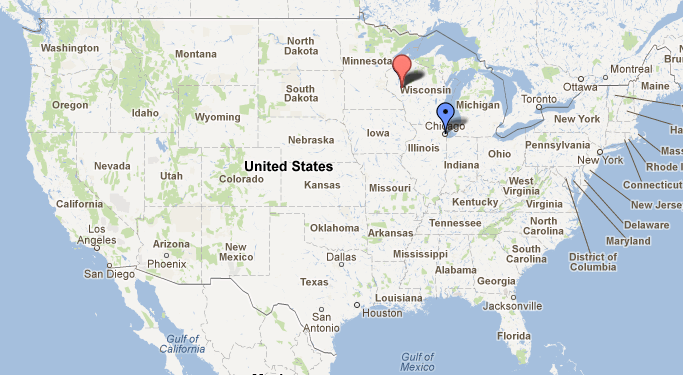 Washington
Montana
North
Dakota
Minnesota
Ottawa
Montreal
Maine
Oregon
Idaho
Wyoming
South
Dakota
Wisconsin
Michigan
Toronto
New York
Nevada
Utah
Colorado
Nebraska
Iowa
Chicago
Illinois
Indiana
Ohio
Pennsylvania
New York
Mass
Rhode I
Connecticut
New Jerse
Delaware
Maryland
District of
Columbia
United States
California
Kansas
Missouri
West
Virginia
Virginia
Kentucky
Los
Angeles
San Diego
Arizona
Phoenix
New
Mexico
Oklahoma
Arkansas
Tennessee
North
Carolina
South
Carolina
Dallas
Mississippi
Alabama
Georgia
Texas
Louisiana
Jacksonville
San
Antonio
Houston
Florida
Gulf of
California
Gulf of
Mexico